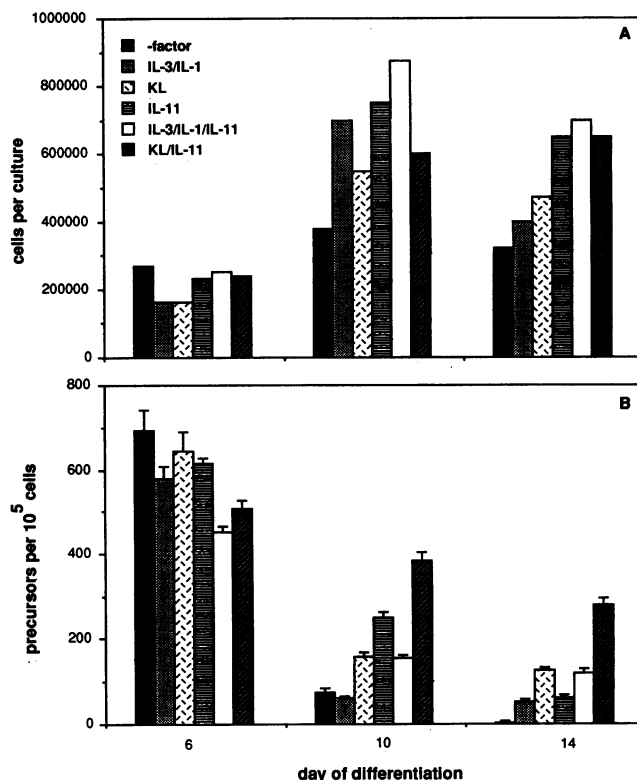 A
1000000
800000
600000
400000
200000
0
cells per culture
-factor
IL-3/IL-1
KL
IL-11
IL-3/IL-1/IL-11
KL/IL-11
B
800
600
400
200
0
precursors per 10⁵ cells
6 10 14
day of differentiation